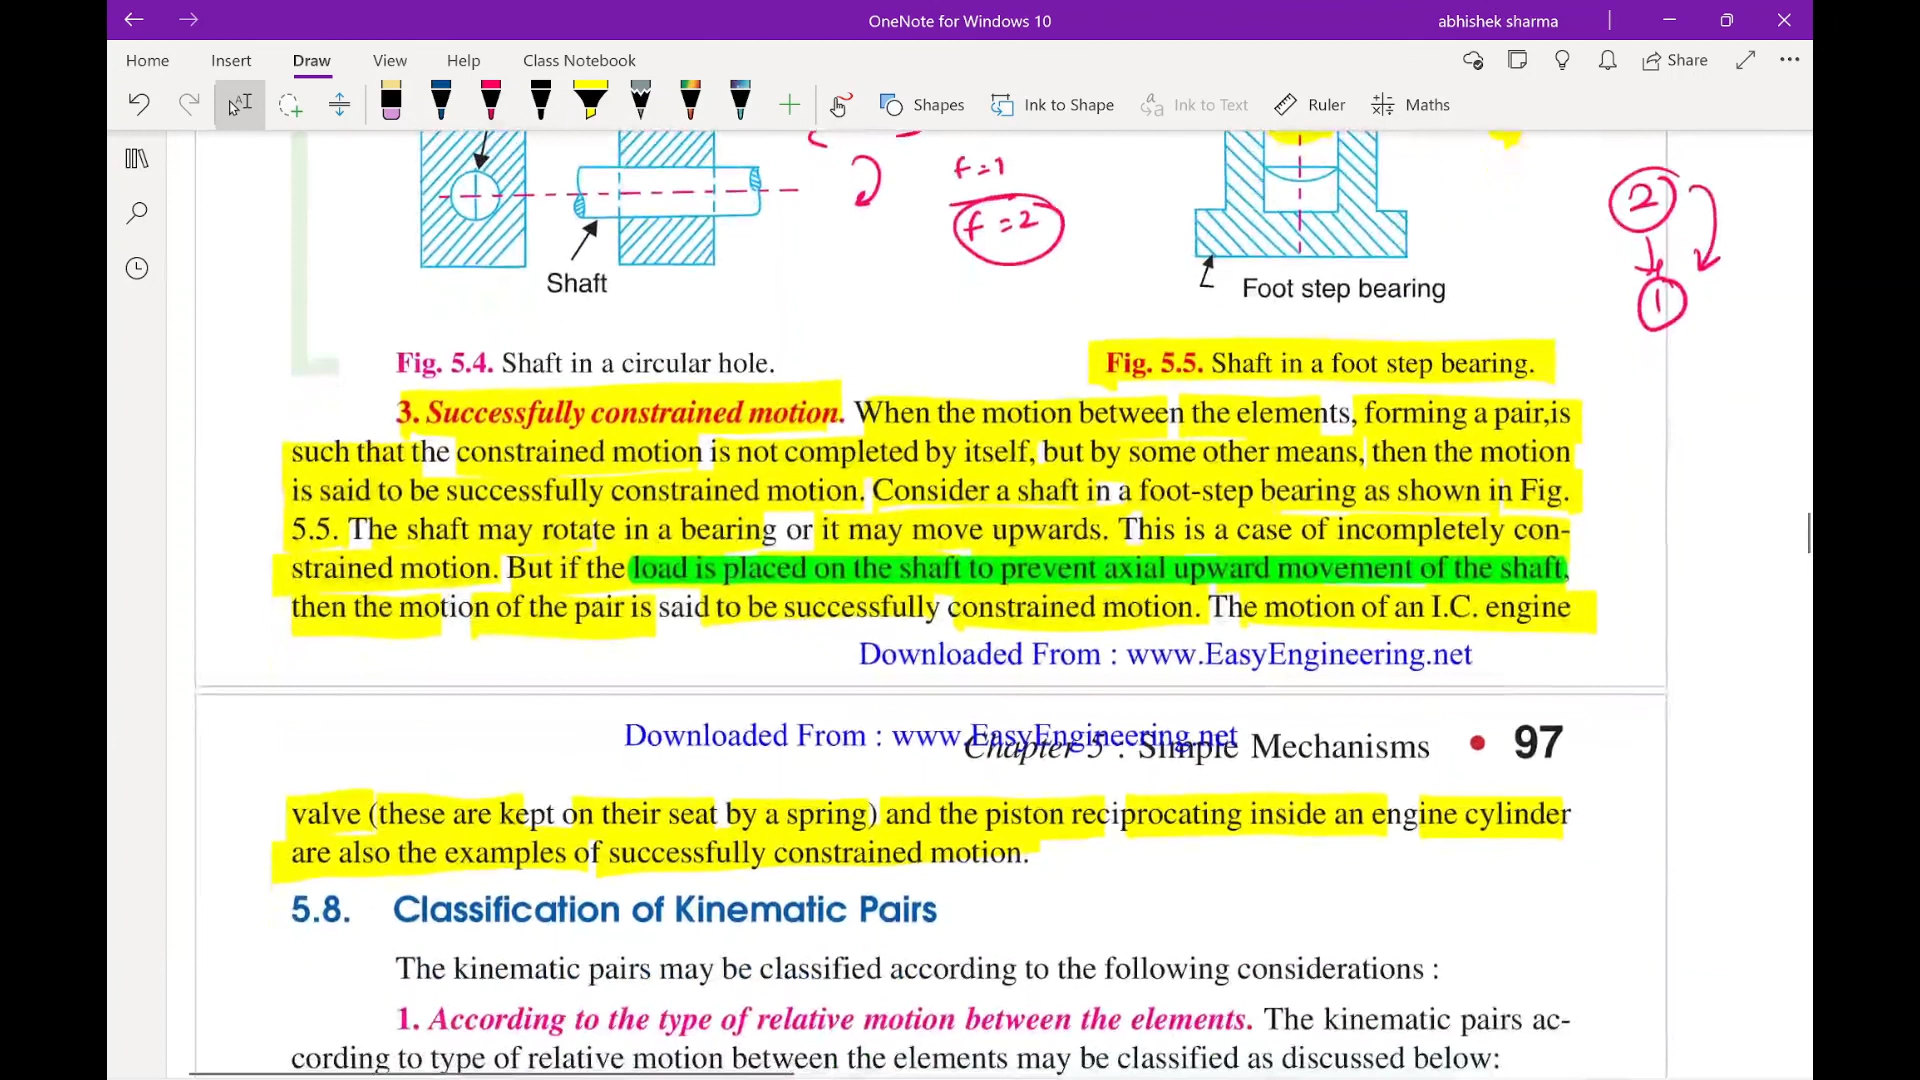 OneNote for Windows 10
abhishek sharma
Home Insert Draw View Help Class Notebook Share
Shapes Ink to Shape Ink to Text Ruler Maths
f=1
f=2
2
1
Shaft
Foot step bearing
Fig. 5.4. Shaft in a circular hole.
Fig. 5.5. Shaft in a foot step bearing.
3. Successfully constrained motion. When the motion between the elements, forming a pair,is
such that the constrained motion is not completed by itself, but by some other means, then the motion
is said to be successfully constrained motion. Consider a shaft in a foot-step bearing as shown in Fig.
5.5. The shaft may rotate in a bearing or it may move upwards. This is a case of incompletely con-
strained motion. But if the load is placed on the shaft to prevent axial upward movement of the shaft,
then the motion of the pair is said to be successfully constrained motion. The motion of an I.C. engine
Downloaded From : www.EasyEngineering.net
Downloaded From : www.EasyEngineering.net
Chapter 5 : Simple Mechanisms • 97
valve (these are kept on their seat by a spring) and the piston reciprocating inside an engine cylinder
are also the examples of successfully constrained motion.
5.8. Classification of Kinematic Pairs
The kinematic pairs may be classified according to the following considerations :
1. According to the type of relative motion between the elements. The kinematic pairs ac-
cording to type of relative motion between the elements may be classified as discussed below: